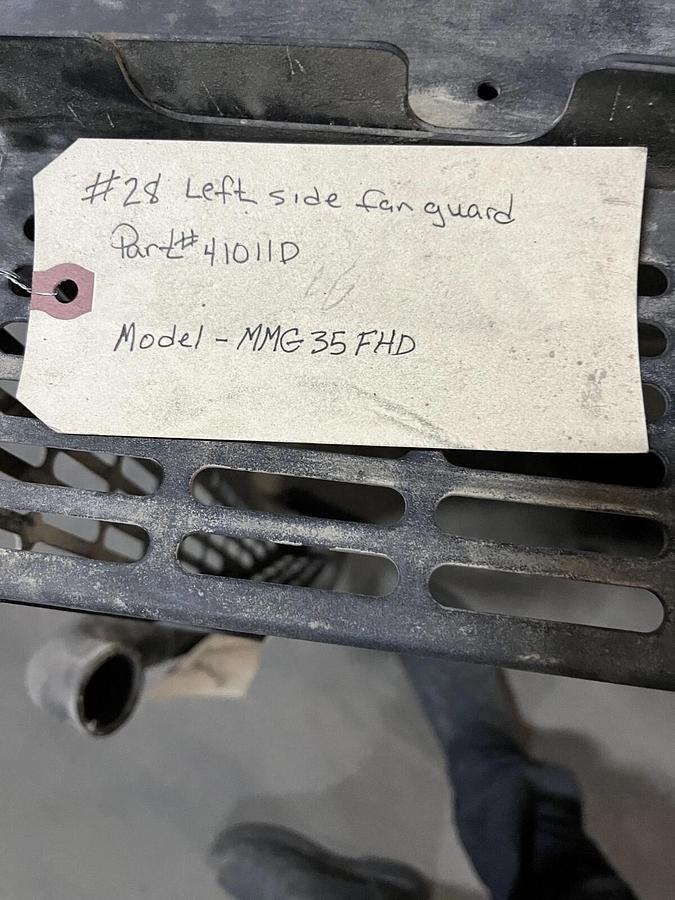 #28 Left side fan guard
Part# 41011D
Model - MMG35FHD